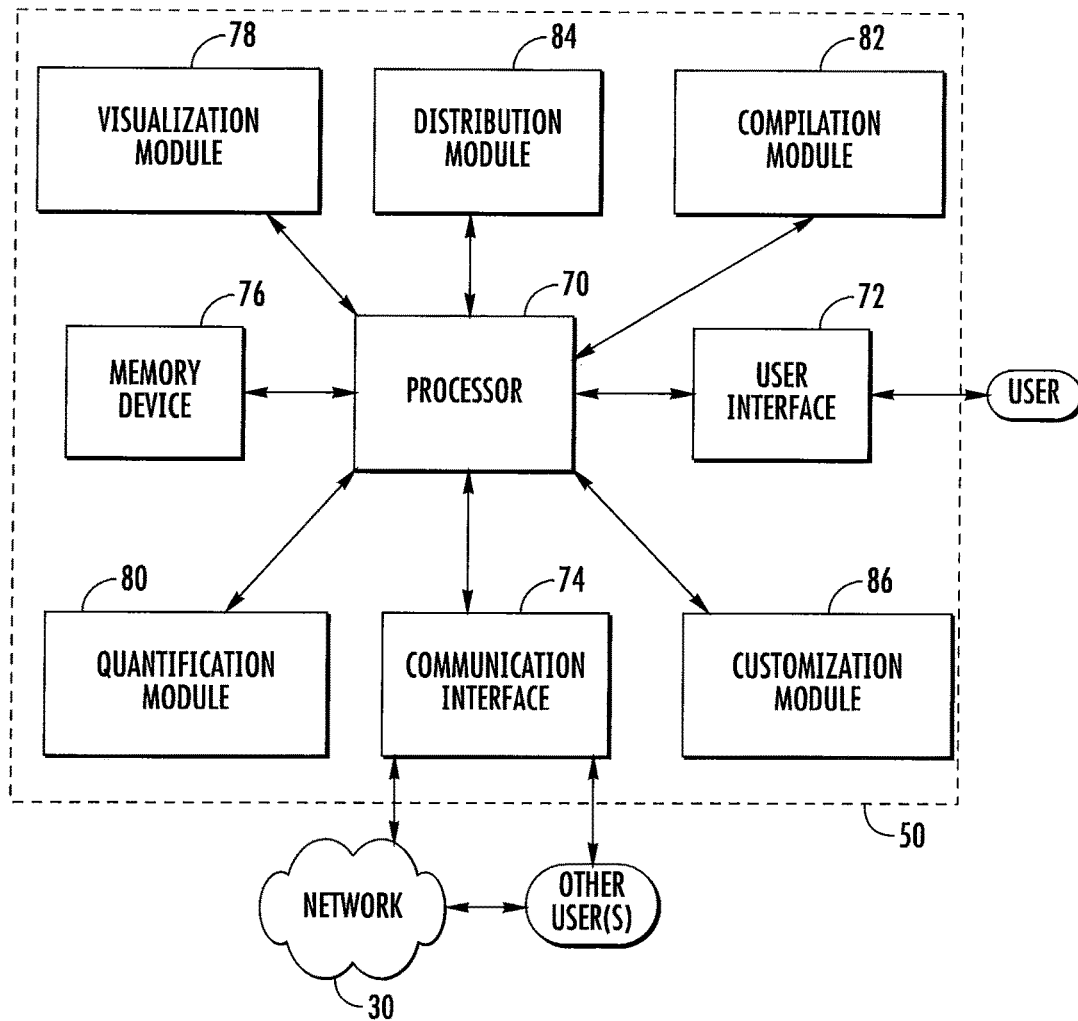 78
84
82
VISUALIZATION
MODULE
DISTRIBUTION
MODULE
COMPILATION
MODULE
76
70
72
MEMORY
DEVICE
PROCESSOR
USER
INTERFACE
USER
80
74
86
QUANTIFICATION
MODULE
COMMUNICATION
INTERFACE
CUSTOMIZATION
MODULE
50
NETWORK
OTHER
USER(S)
30